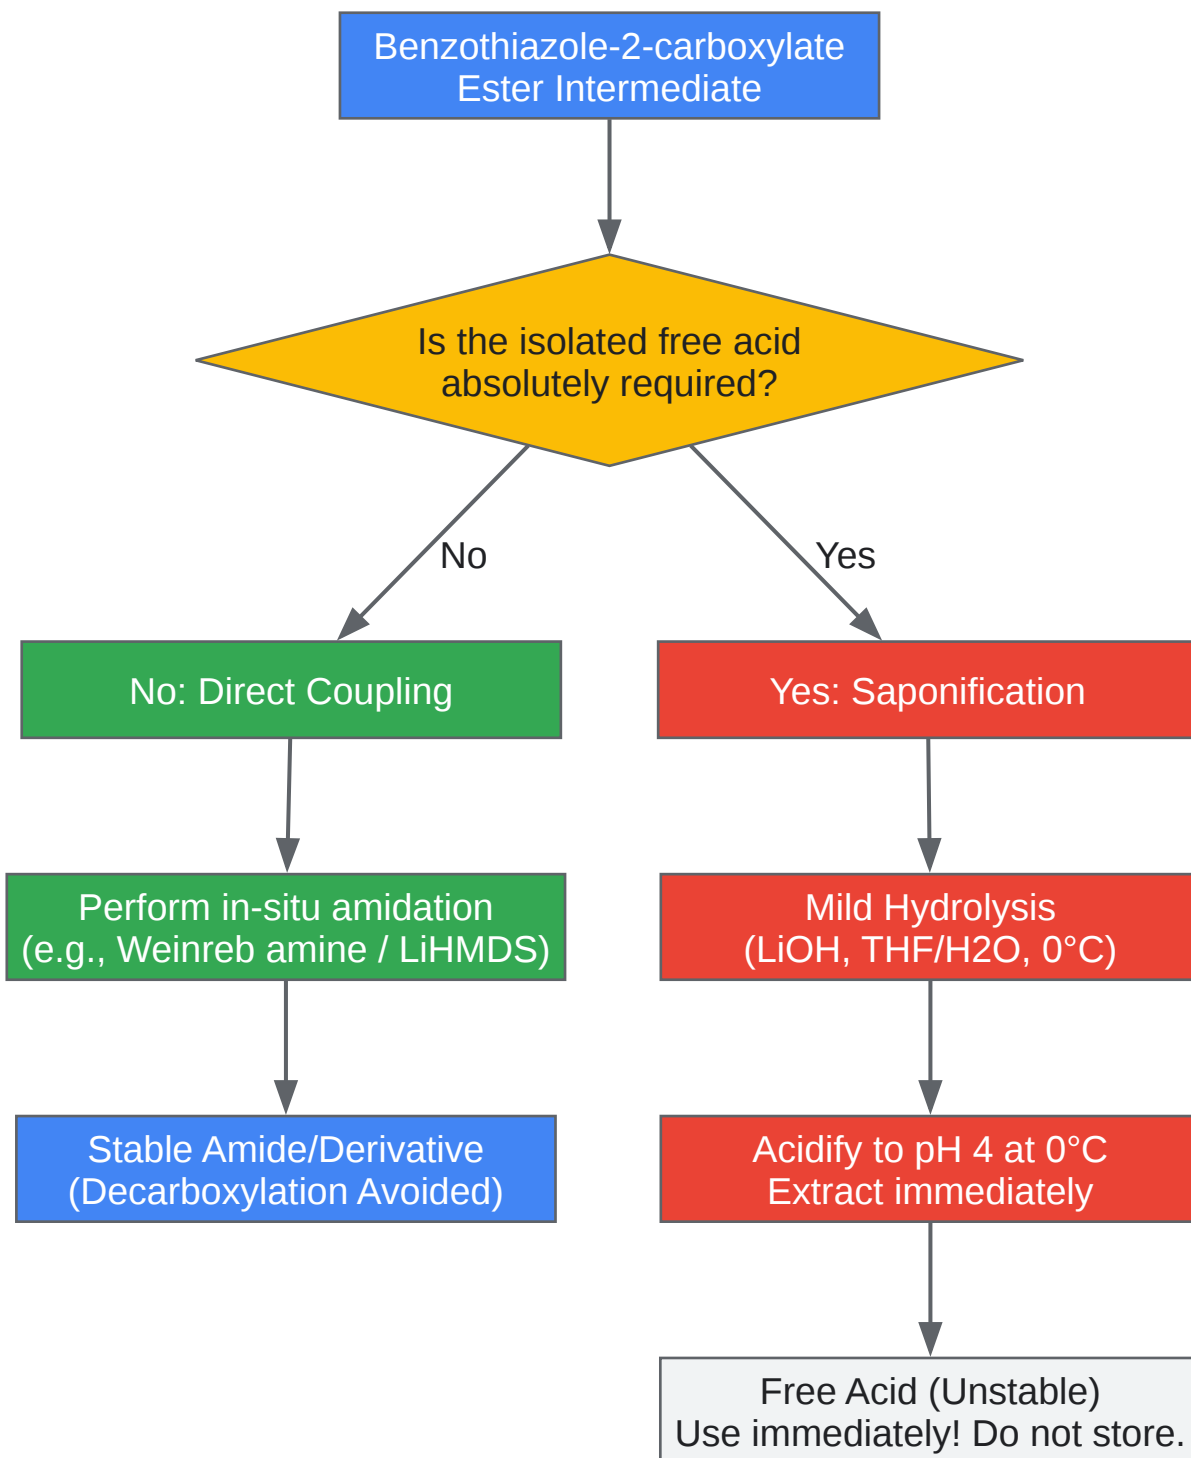 Benzothiazole-2-carboxylate
Ester Intermediate
Is the isolated free acid
absolutely required?
No
Yes
No: Direct Coupling
Yes: Saponification
Perform in-situ amidation
(e.g., Weinreb amine / LiHMDS)
Mild Hydrolysis
(LiOH, THF/H2O, 0°C)
Stable Amide/Derivative
(Decarboxylation Avoided)
Acidify to pH 4 at 0°C
Extract immediately
Free Acid (Unstable)
Use immediately! Do not store.